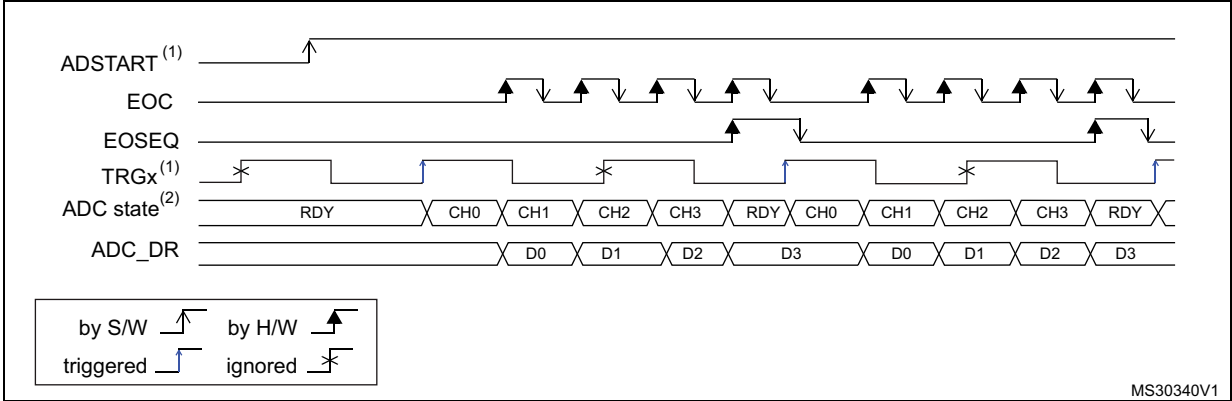 ADSTART(1)
EOC
EOSEQ
TRGx(1)
ADC state(2) RDY CH0 CH1 CH2 CH3 RDY CH0 CH1 CH2 CH3 RDY
ADC_DR D0 D1 D2 D3 D0 D1 D2 D3
by S/W by H/W
triggered ignored
MS30340V1